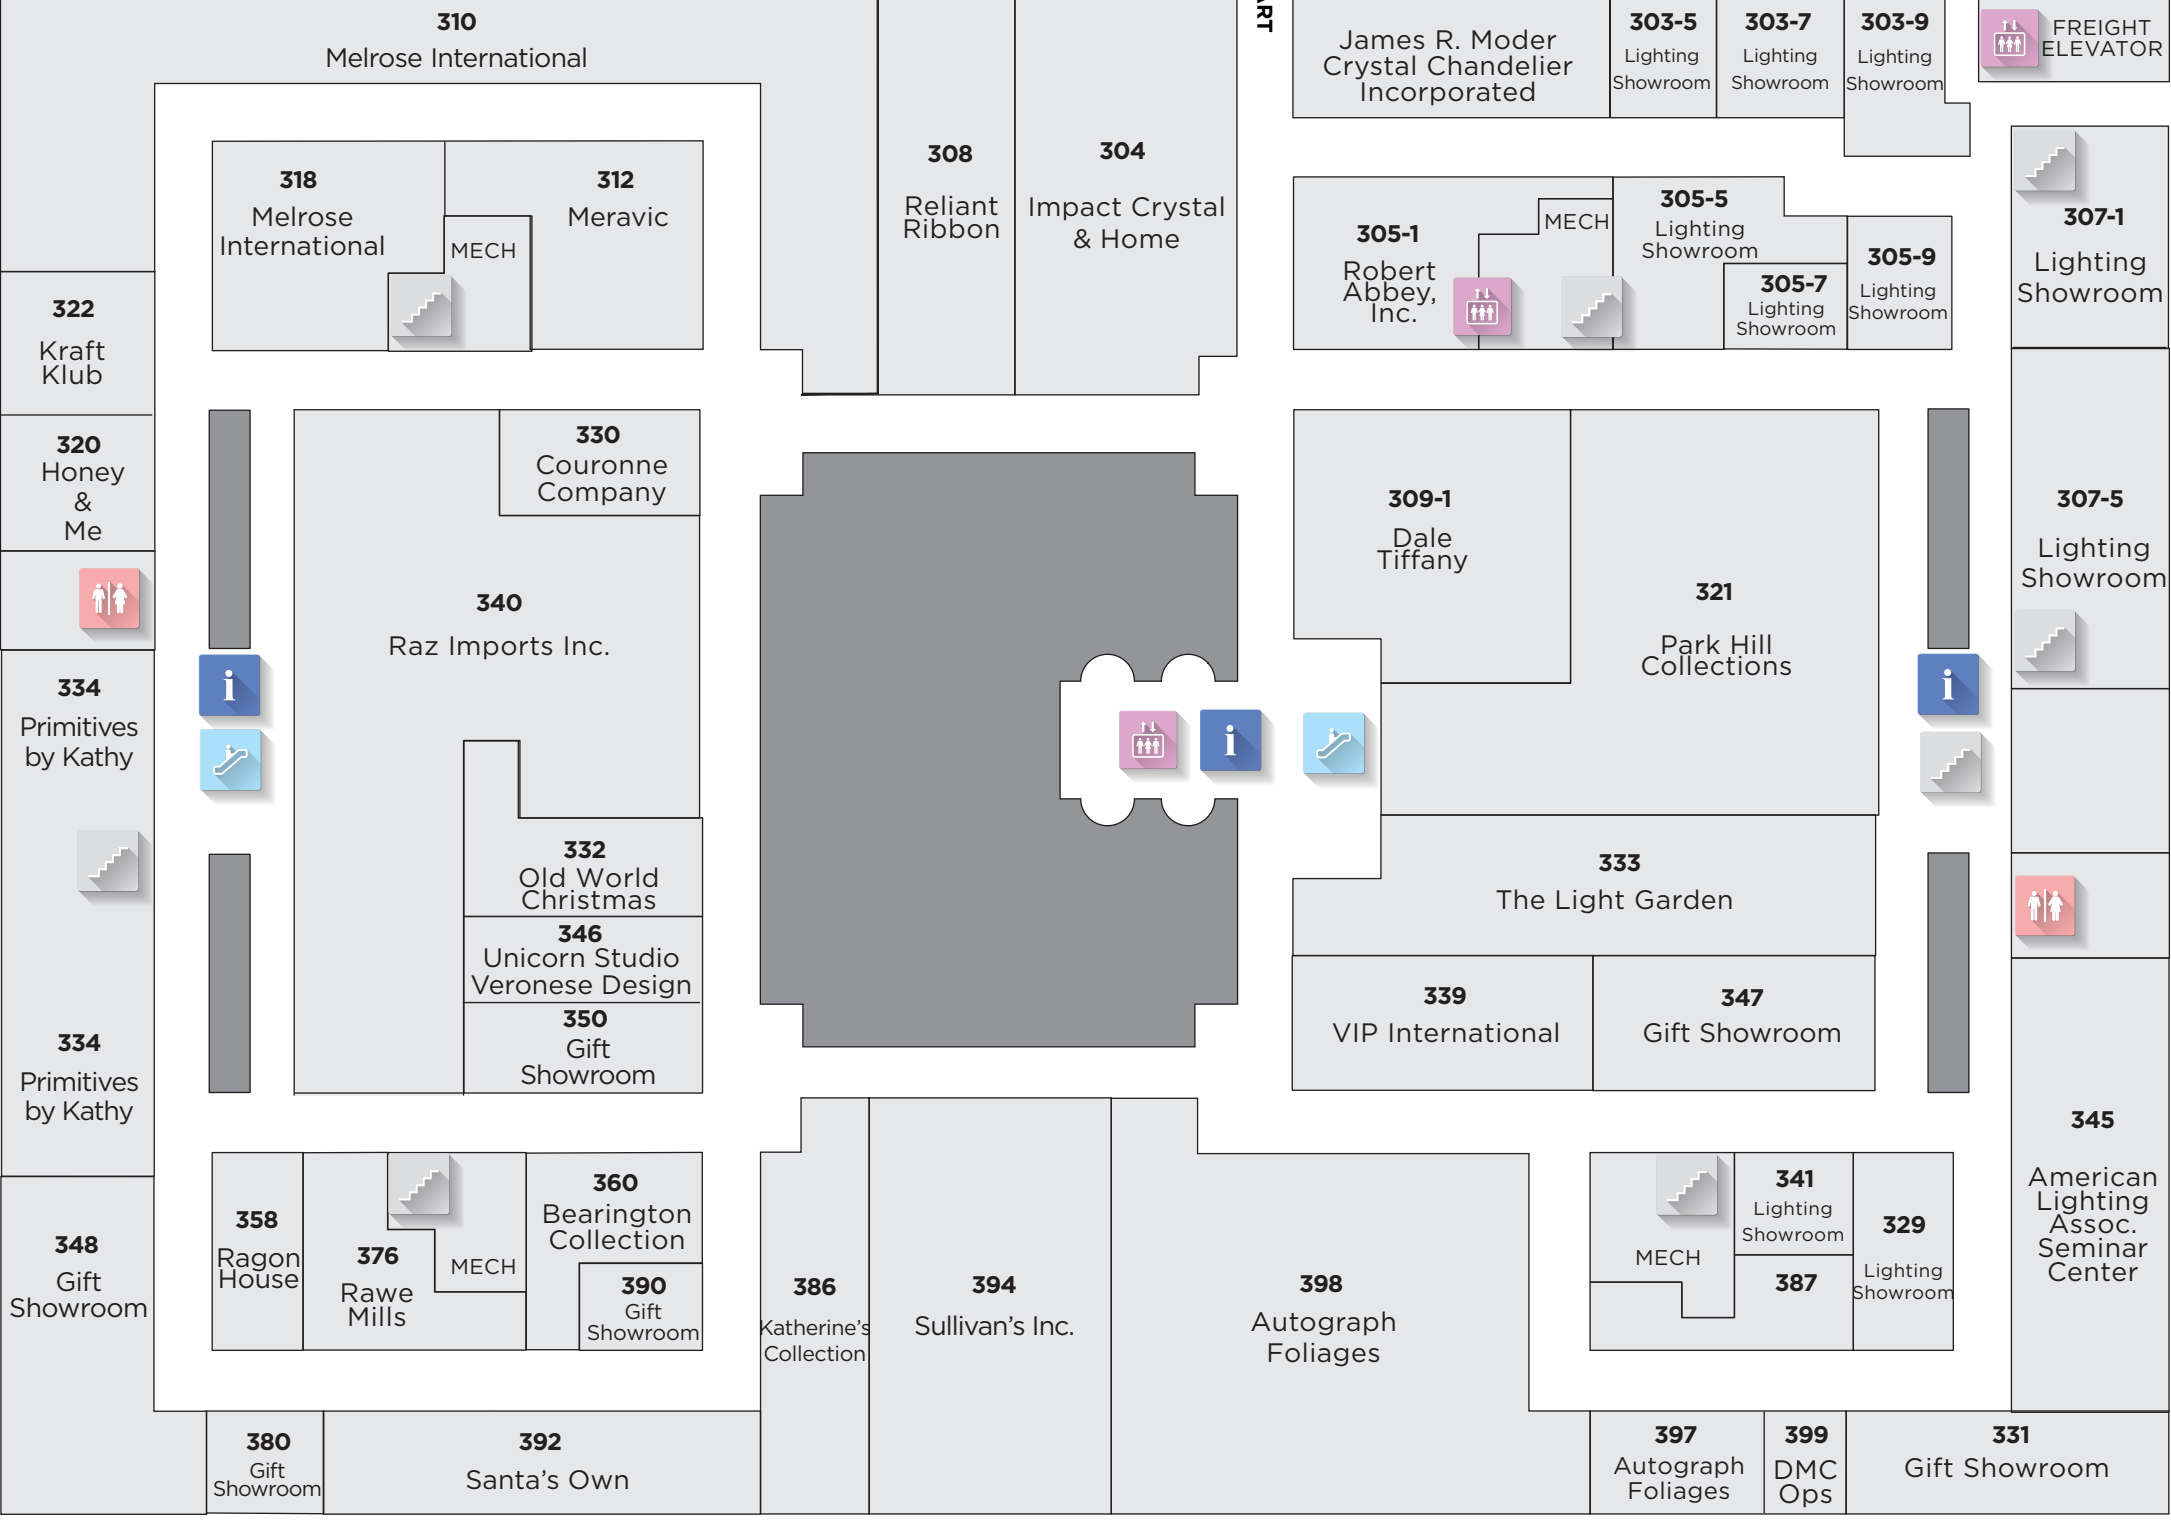 310
Melrose International
ART
James R. Moder
Crystal Chandelier
Incorporated
303-5
Lighting
Showroom
303-7
Lighting
Showroom
303-9
Lighting
Showroom
FREIGHT
ELEVATOR
318
Melrose
International
MECH
312
Meravic
308
Reliant
Ribbon
304
Impact Crystal
& Home
305-1
Robert
Abbey,
Inc.
MECH
305-5
Lighting
Showroom
305-7
Lighting
Showroom
305-9
Lighting
Showroom
307-1
Lighting
Showroom
322
Kraft
Klub
320
Honey
&
Me
330
Couronne
Company
340
Raz Imports Inc.
309-1
Dale
Tiffany
321
Park Hill
Collections
307-5
Lighting
Showroom
334
Primitives
by Kathy
i
i
i
332
Old World
Christmas
346
Unicorn Studio
Veronese Design
350
Gift
Showroom
333
The Light Garden
339
VIP International
347
Gift Showroom
334
Primitives
by Kathy
345
American
Lighting
Assoc.
Seminar
Center
348
Gift
Showroom
358
Ragon
House
376
Rawe
Mills
MECH
360
Bearington
Collection
390
Gift
Showroom
386
Katherine's
Collection
394
Sullivan's Inc.
398
Autograph
Foliages
MECH
341
Lighting
Showroom
387
329
Lighting
Showroom
380
Gift
Showroom
392
Santa's Own
397
Autograph
Foliages
399
DMC
Ops
331
Gift Showroom